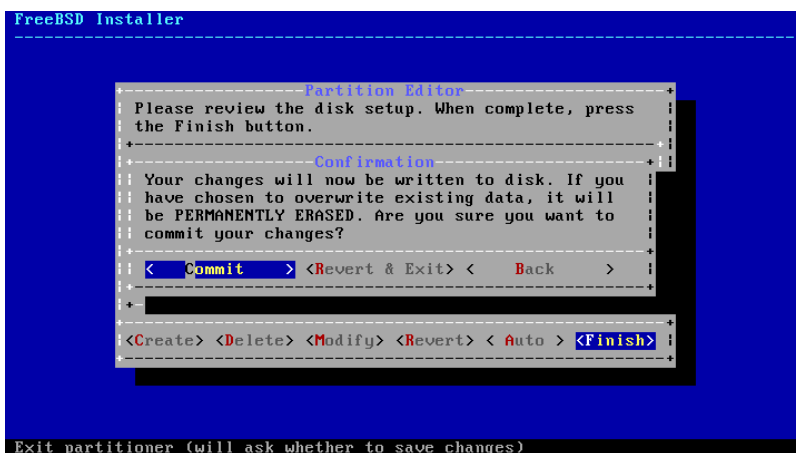 FreeBSD Installer
Partition Editor
Please review the disk setup. When complete, press
the Finish button.
Confirmation
Your changes will now be written to disk. If you
have chosen to overwrite existing data, it will
be PERMANENTLY ERASED. Are you sure you want to
commit your changes?
< Commit > <Revert & Exit> < Back >
<Create> <Delete> <Modify> <Revert> < Auto > <Finish>
Exit partitioner (will ask whether to save changes)